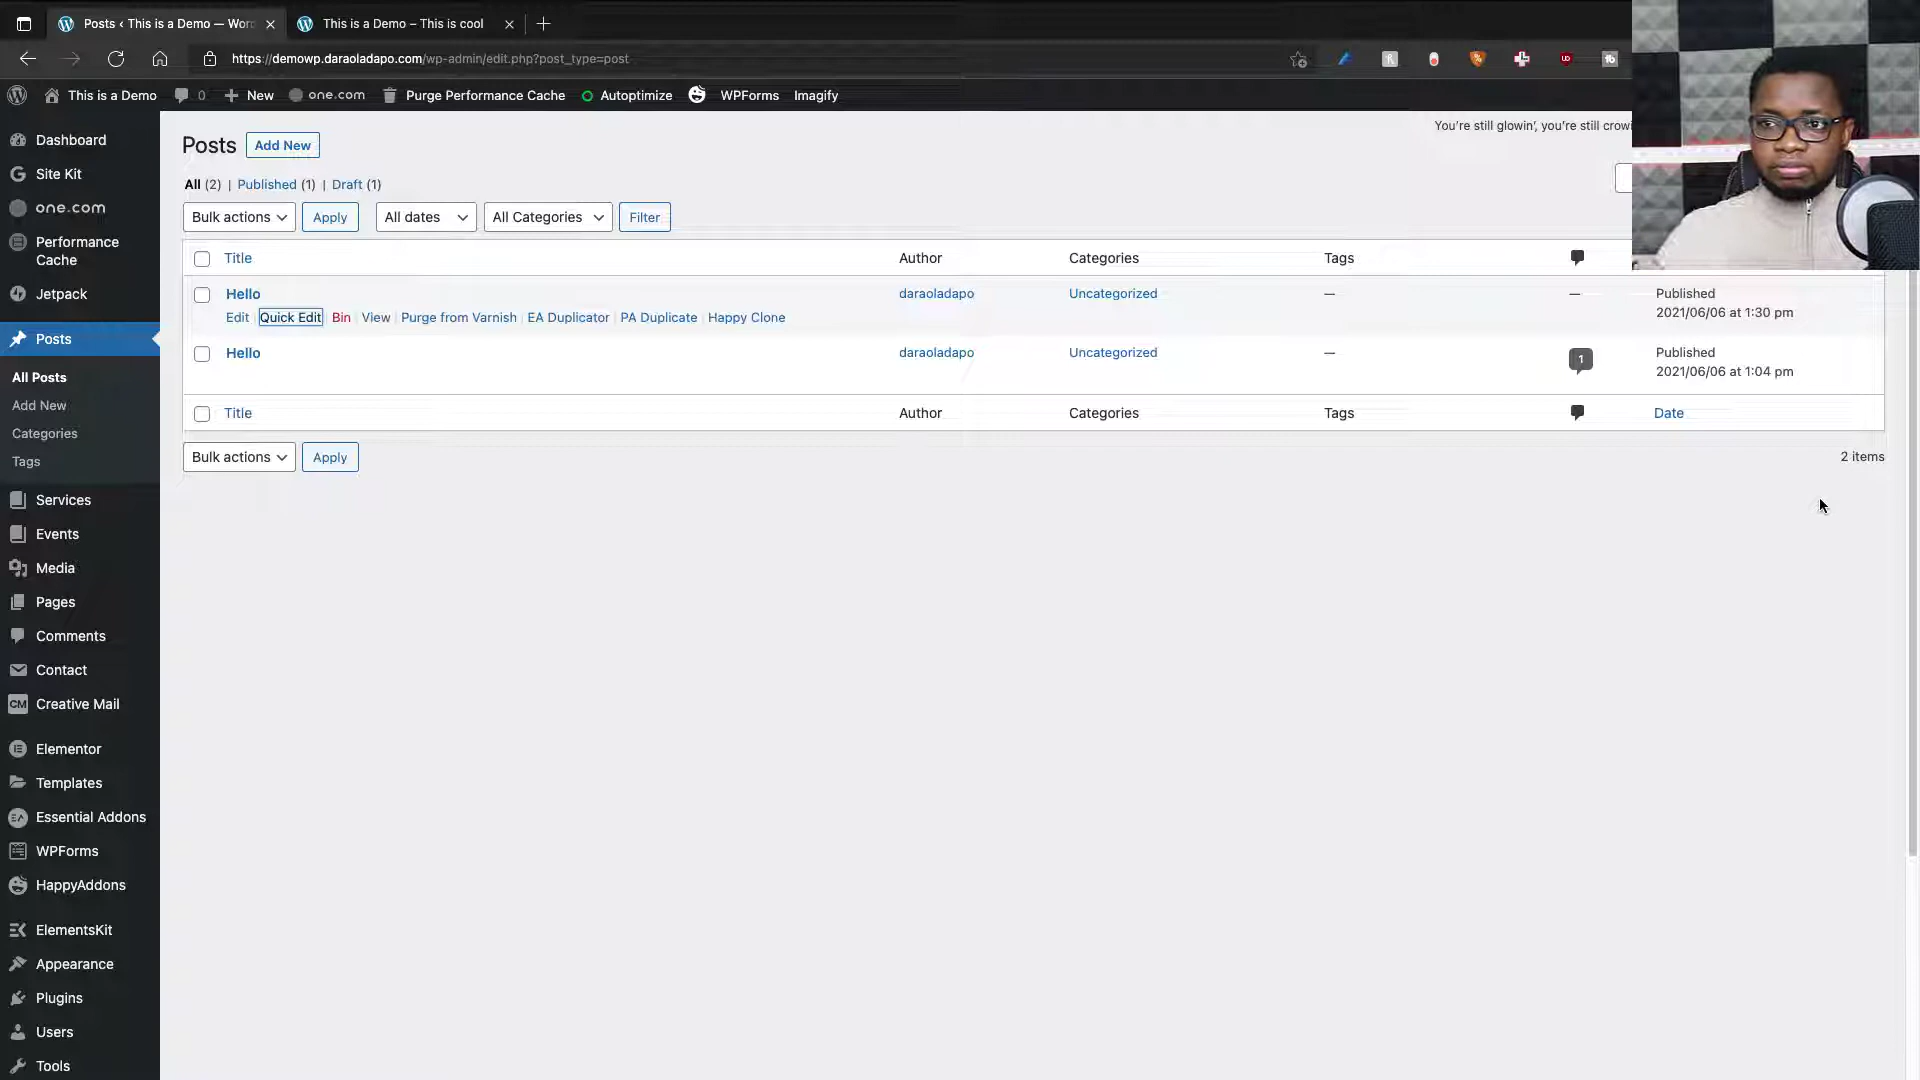 Posts ‹ This is a Demo — Wor
This is a Demo – This is cool
https://demowp.daraoladapo.com/wp-admin/edit.php?post_type=post
This is a Demo
0
New
one.com
Purge Performance Cache
Autoptimize
WPForms
Imagify
Dashboard
Site Kit
one.com
Performance
Cache
Jetpack
Posts
All Posts
Add New
Categories
Tags
Services
Events
Media
Pages
Comments
Contact
CM Creative Mail
Elementor
Templates
Essential Addons
WPForms
HappyAddons
ElementsKit
Appearance
Plugins
Users
Tools
You're still glowin', you're still crowi
Posts Add New
All (2) | Published (1) | Draft (1)
Bulk actions Apply All dates All Categories Filter
Title Author Categories Tags
Hello daraoladapo Uncategorized — — Published
2021/06/06 at 1:30 pm
Edit | Quick Edit | Bin | View | Purge from Varnish | EA Duplicator | PA Duplicate | Happy Clone
Hello daraoladapo Uncategorized — 1 Published
2021/06/06 at 1:04 pm
Title Author Categories Tags Date
Bulk actions Apply
2 items